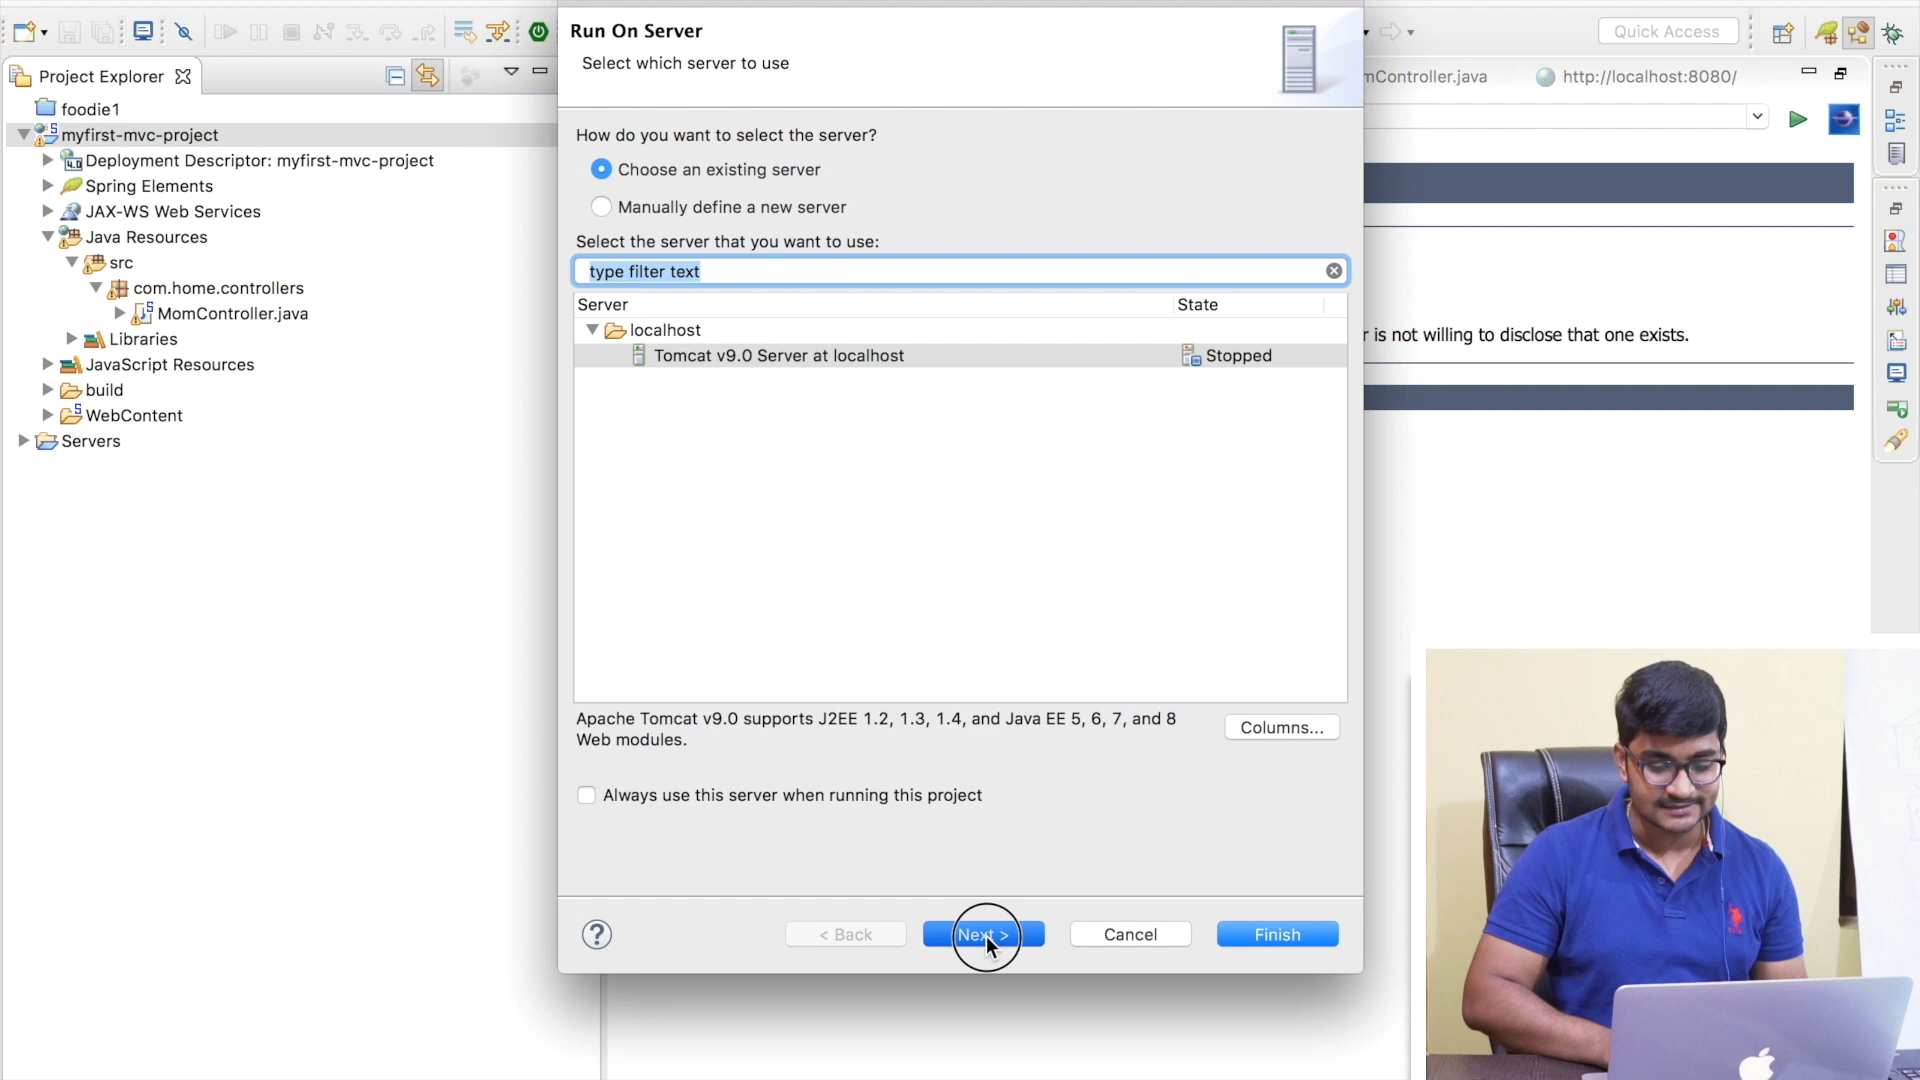 Run On Server
Select which server to use
Quick Access
Project Explorer
mController.java
http://localhost:8080/
foodie1
myfirst-mvc-project
Deployment Descriptor: myfirst-mvc-project
Spring Elements
JAX-WS Web Services
Java Resources
src
com.home.controllers
MomController.java
Libraries
JavaScript Resources
build
WebContent
Servers
How do you want to select the server?
Choose an existing server
Manually define a new server
Select the server that you want to use:
type filter text
Server State
localhost
Tomcat v9.0 Server at localhost Stopped
r is not willing to disclose that one exists.
Apache Tomcat v9.0 supports J2EE 1.2, 1.3, 1.4, and Java EE 5, 6, 7, and 8
Web modules.
Columns...
Always use this server when running this project
< Back Next > Cancel Finish